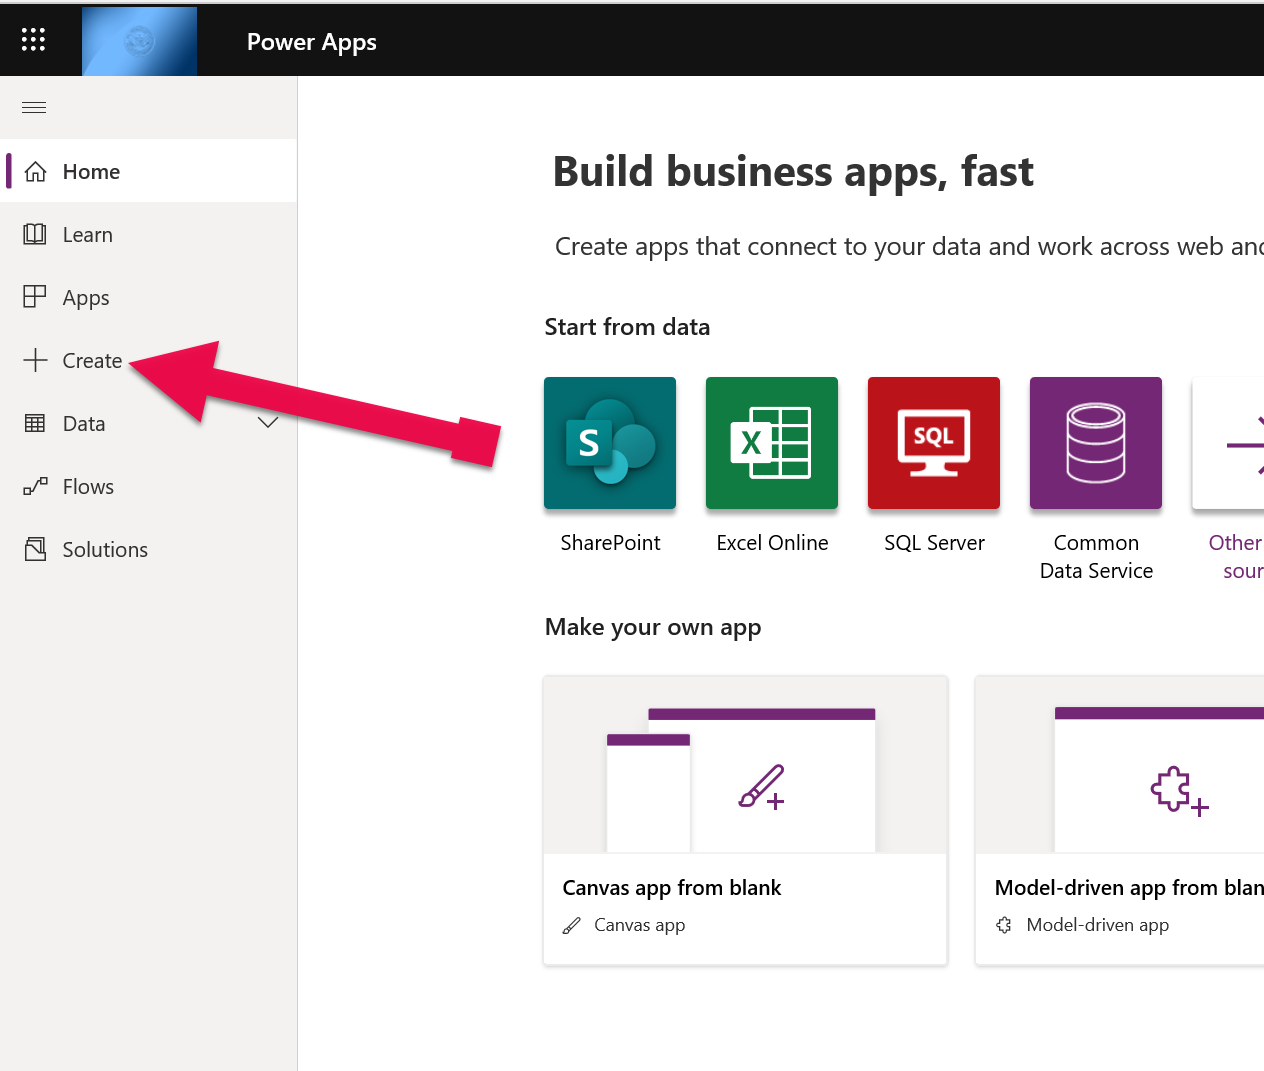 Power Apps
Home
Learn
Apps
Create
Data
Flows
Solutions
Build business apps, fast
Create apps that connect to your data and work across web and
Start from data
S
X
SQL
SharePoint
Excel Online
SQL Server
Common
Data Service
Other
sour
Make your own app
Canvas app from blank
Canvas app
Model-driven app from blan
Model-driven app